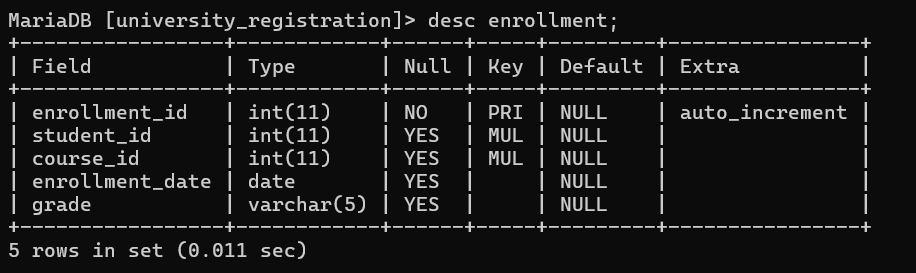 MariaDB [university_registration]> desc enrollment;
+-----------------+------------+------+-----+---------+----------------+
| Field           | Type       | Null | Key | Default | Extra          |
+-----------------+------------+------+-----+---------+----------------+
| enrollment_id   | int(11)    | NO   | PRI | NULL    | auto_increment |
| student_id      | int(11)    | YES  | MUL | NULL    |                |
| course_id       | int(11)    | YES  | MUL | NULL    |                |
| enrollment_date | date       | YES  |     | NULL    |                |
| grade           | varchar(5) | YES  |     | NULL    |                |
+-----------------+------------+------+-----+---------+----------------+
5 rows in set (0.011 sec)